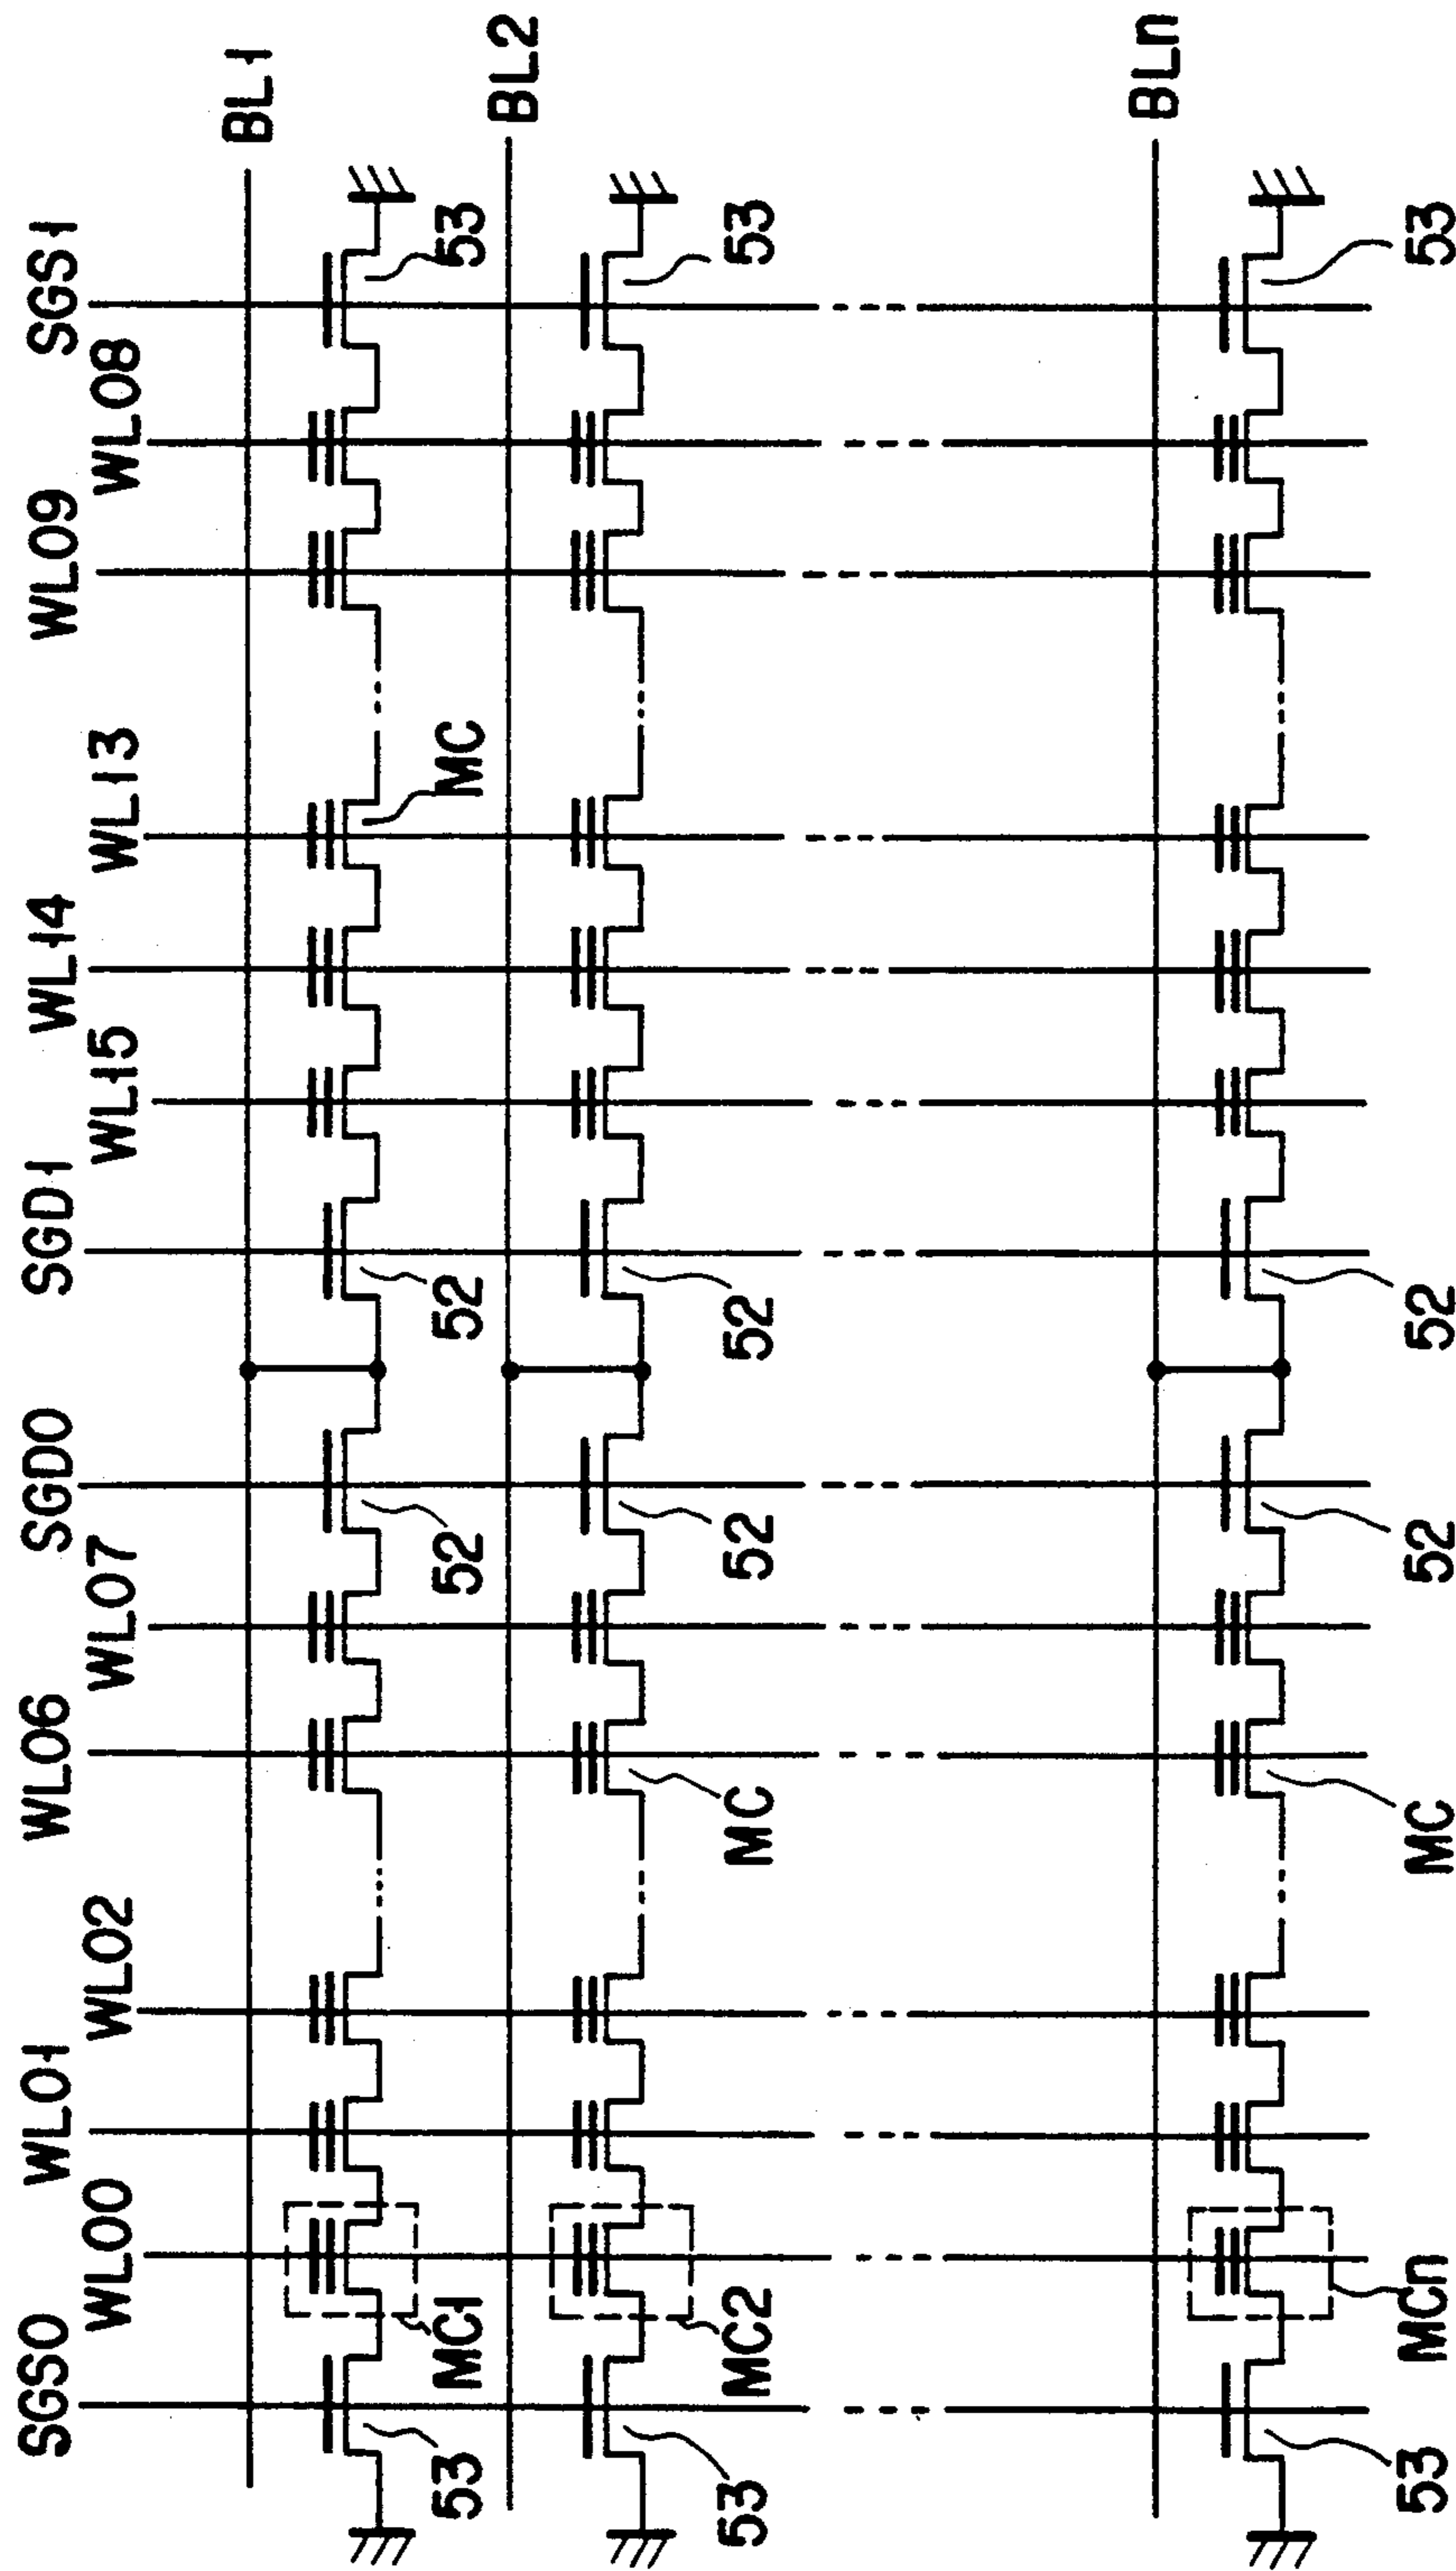 SGS0
WL00
WL01
WL02
WL06
WL07
SGD0
SGD1
WL15
WL14
WL13
WL09
WL08
SGS1
BL1
53
MC1
52
52
MC
53
BL2
53
MC2
MC
52
52
53
BLn
53
MCn
MC
52
52
53